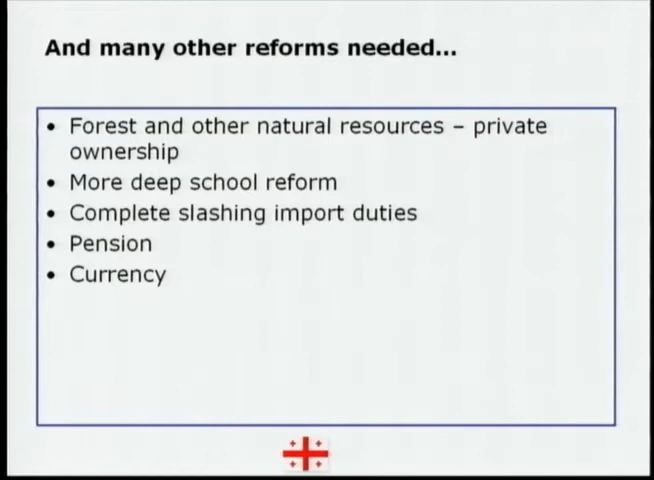 And many other reforms needed...
• Forest and other natural resources – private
ownership
• More deep school reform
• Complete slashing import duties
• Pension
• Currency